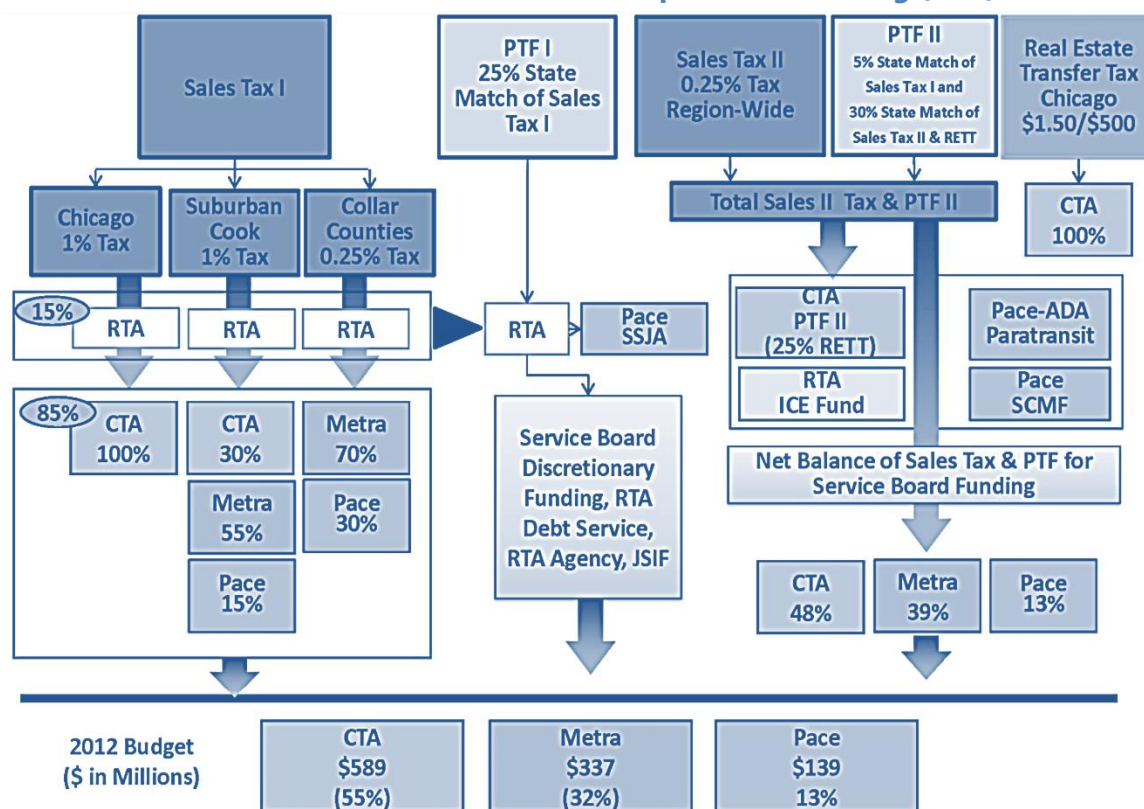 Sales Tax I
PTF I
25% State
Match of Sales
Tax I
Sales Tax II
0.25% Tax
Region-Wide
PTF II
5% State Match of
Sales Tax I and
30% State Match of
Sales Tax II & RETT
Real Estate
Transfer Tax
Chicago
$1.50/$500
Chicago
1% Tax
Suburban
Cook
1% Tax
Collar
Counties
0.25% Tax
Total Sales II Tax & PTF II
CTA
100%
15%
RTA
RTA
RTA
RTA
Pace
SSJA
CTA
PTF II
(25% RETT)
Pace-ADA
Paratransit
RTA
ICE Fund
Pace
SCMF
85%
CTA
100%
CTA
30%
Metra
70%
Metra
55%
Pace
30%
Pace
15%
Service Board
Discretionary
Funding, RTA
Debt Service,
RTA Agency, JSIF
Net Balance of Sales Tax & PTF for
Service Board Funding
CTA
48%
Metra
39%
Pace
13%
2012 Budget
($ in Millions)
CTA
$589
(55%)
Metra
$337
(32%)
Pace
$139
13%